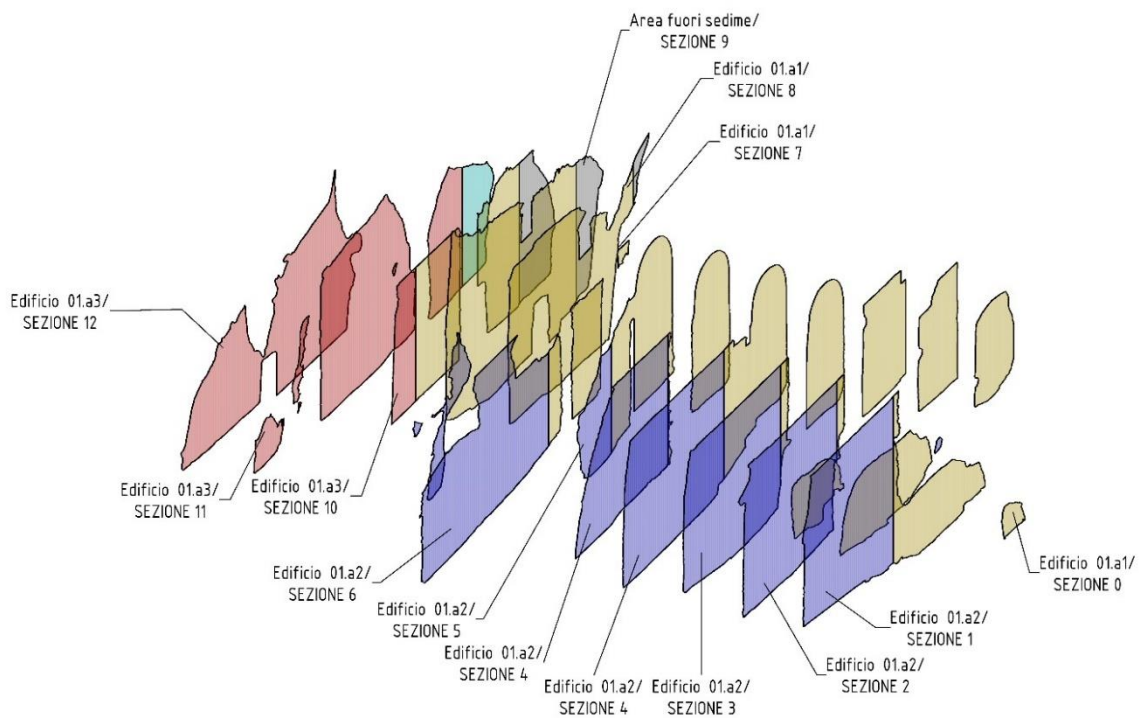 Area fuori sedime/
SEZIONE 9
Edificio 01.a1/
SEZIONE 8
Edificio 01.a1/
SEZIONE 7
Edificio 01.a3/
SEZIONE 12
Edificio 01.a3/
SEZIONE 11
Edificio 01.a3/
SEZIONE 10
Edificio 01.a2/
SEZIONE 6
Edificio 01.a2/
SEZIONE 5
Edificio 01.a2/
SEZIONE 4
Edificio 01.a2/
SEZIONE 4
Edificio 01.a2/
SEZIONE 3
Edificio 01.a2/
SEZIONE 2
Edificio 01.a2/
SEZIONE 1
Edificio 01.a1/
SEZIONE 0